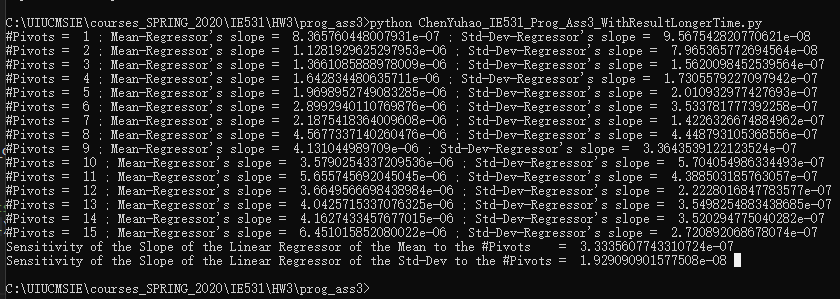 C:\UIUCMSIE\courses_SPRING_2020\IE531\HW3\prog_ass3>python ChenYuhao_IE531_Prog_Ass3_WithResultLongerTime.py
#Pivots =  1 ; Mean-Regressor's slope =  8.365760448007931e-07 ; Std-Dev-Regressor's slope =  9.567542820770621e-08
#Pivots =  2 ; Mean-Regressor's slope =  1.1281929625297953e-06 ; Std-Dev-Regressor's slope =  7.965365772694564e-08
#Pivots =  3 ; Mean-Regressor's slope =  1.3661085888978009e-06 ; Std-Dev-Regressor's slope =  1.5620098452539564e-07
#Pivots =  4 ; Mean-Regressor's slope =  1.642834480635711e-06 ; Std-Dev-Regressor's slope =  1.7305579227097942e-07
#Pivots =  5 ; Mean-Regressor's slope =  1.9698952749083285e-06 ; Std-Dev-Regressor's slope =  2.0109329774427693e-07
#Pivots =  6 ; Mean-Regressor's slope =  2.8992940110769876e-06 ; Std-Dev-Regressor's slope =  3.533781777392258e-07
#Pivots =  7 ; Mean-Regressor's slope =  2.1875418364009608e-06 ; Std-Dev-Regressor's slope =  1.4226326674884962e-07
#Pivots =  8 ; Mean-Regressor's slope =  4.5677337140260476e-07 ; Std-Dev-Regressor's slope =  4.448793105368556e-07
#Pivots =  9 ; Mean-Regressor's slope =  4.131044989709e-06 ; Std-Dev-Regressor's slope =  3.3643539122123524e-07
#Pivots =  10 ; Mean-Regressor's slope =  3.5790254337209536e-06 ; Std-Dev-Regressor's slope =  5.704054986334493e-07
#Pivots =  11 ; Mean-Regressor's slope =  5.655745692045045e-06 ; Std-Dev-Regressor's slope =  4.388503185763057e-07
#Pivots =  12 ; Mean-Regressor's slope =  3.6649566698438984e-06 ; Std-Dev-Regressor's slope =  2.2228016847783577e-07
#Pivots =  13 ; Mean-Regressor's slope =  4.0425715337076325e-06 ; Std-Dev-Regressor's slope =  3.5498254883438685e-07
#Pivots =  14 ; Mean-Regressor's slope =  4.1627433457677015e-06 ; Std-Dev-Regressor's slope =  3.520294775040282e-07
#Pivots =  15 ; Mean-Regressor's slope =  6.451015852080022e-06 ; Std-Dev-Regressor's slope =  2.720892068678074e-07
Sensitivity of the Slope of the Linear Regressor of the Mean to the #Pivots    =  3.3335607743310724e-07
Sensitivity of the Slope of the Linear Regressor of the Std-Dev to the #Pivots =  1.929090901577508e-08
C:\UIUCMSIE\courses_SPRING_2020\IE531\HW3\prog_ass3>